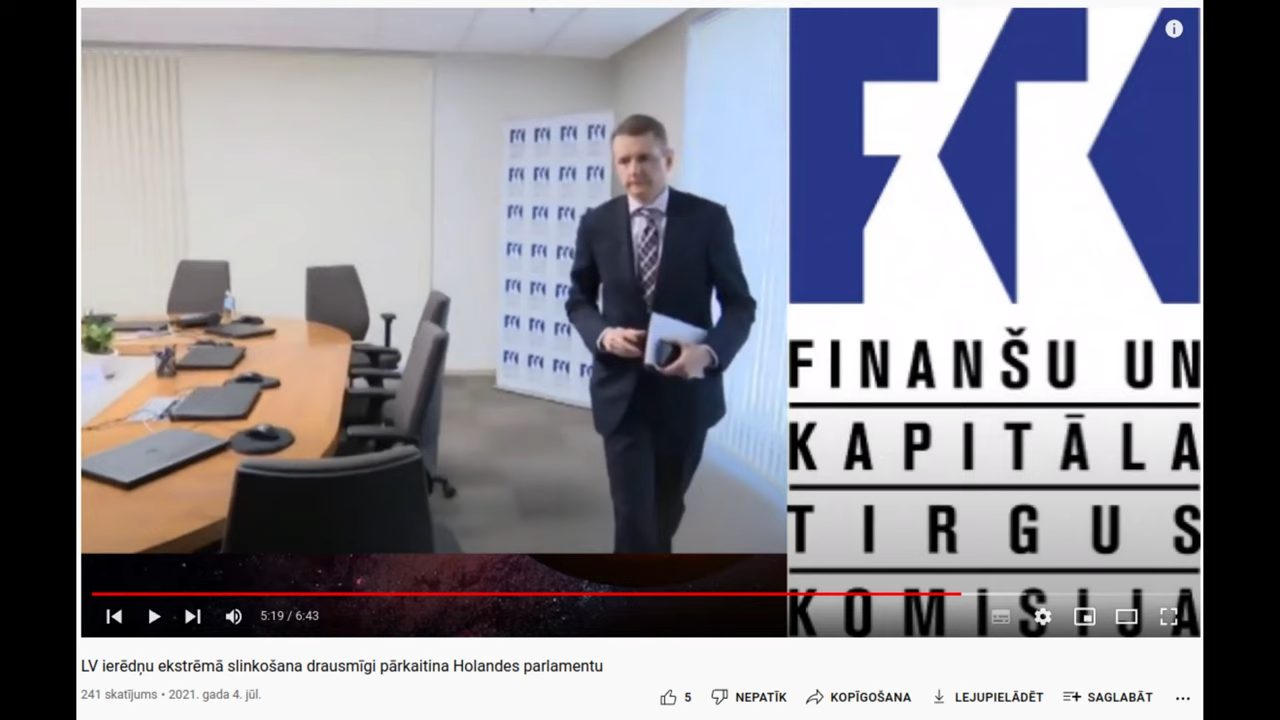 FKTK
FINANŠU UN
KAPITĀLA
TIRGUS
KOMISIJA
5:19 / 6:43
LV ierēdņu ekstrēmā slinkošana drausmīgi pārkaitina Holandes parlamentu
241 skatījums • 2021. gada 4. jūl.
5
NEPATĪK
KOPĪGOŠANA
LEJUPIELĀDĒT
SAGLABĀT